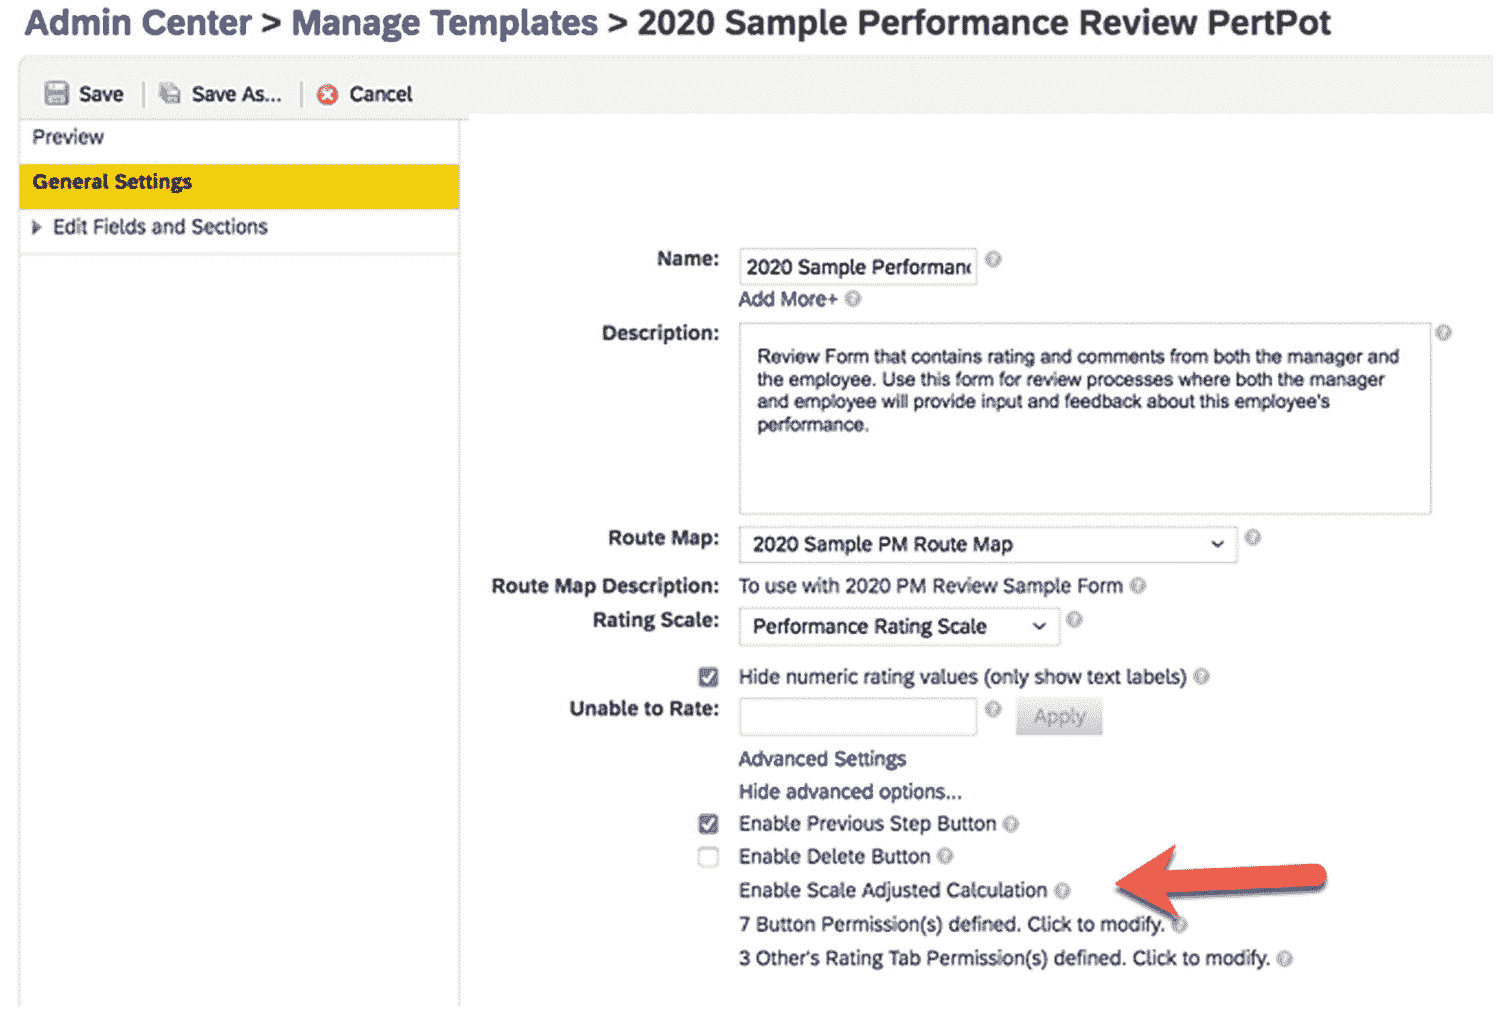 Admin Center > Manage Templates > 2020 Sample Performance Review PertPot
Save
Save As...
Cancel
Preview
General Settings
Edit Fields and Sections
Name:
2020 Sample Performanc
Add More+
Description:
Review Form that contains rating and comments from both the manager and
the employee. Use this form for review processes where both the manager
and employee will provide input and feedback about this employee's
performance.
Route Map:
2020 Sample PM Route Map
Route Map Description:
To use with 2020 PM Review Sample Form
Rating Scale:
Performance Rating Scale
Hide numeric rating values (only show text labels)
Unable to Rate:
Apply
Advanced Settings
Hide advanced options...
Enable Previous Step Button
Enable Delete Button
Enable Scale Adjusted Calculation
7 Button Permission(s) defined. Click to modify.
3 Other's Rating Tab Permission(s) defined. Click to modify.